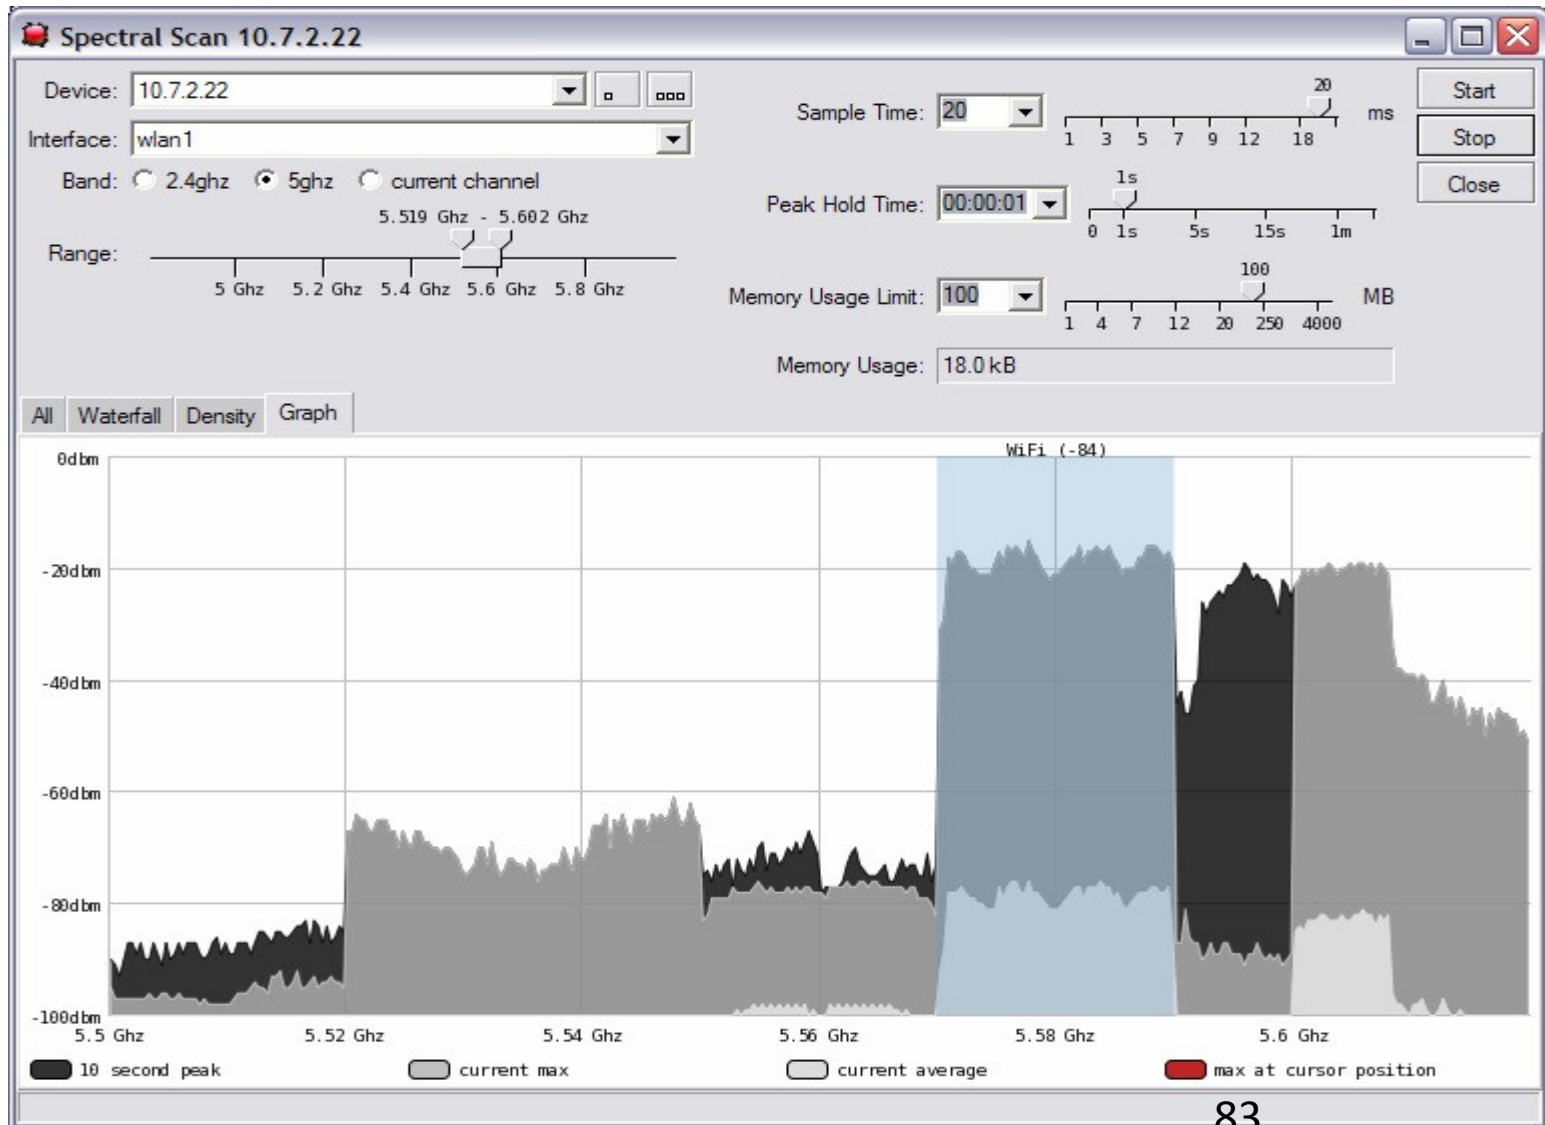 Spectral Scan 10.7.2.22
Device: 10.7.2.22
Interface: wlan1
Band: 2.4ghz 5ghz current channel
5.519 Ghz - 5.602 Ghz
Range:
5 Ghz 5.2 Ghz 5.4 Ghz 5.6 Ghz 5.8 Ghz
Sample Time: 20
20
1 3 5 7 9 12 18
ms
Peak Hold Time: 00:00:01
1s
0 1s 5s 15s 1m
Memory Usage Limit: 100
100
1 4 7 12 20 250 4000
MB
Memory Usage: 18.0 kB
Start
Stop
Close
All Waterfall Density Graph
WiFi (-84)
0dbm
-20dbm
-40dbm
-60dbm
-80dbm
-100dbm
5.5 Ghz 5.52 Ghz 5.54 Ghz 5.56 Ghz 5.58 Ghz 5.6 Ghz
10 second peak current max current average max at cursor position
83